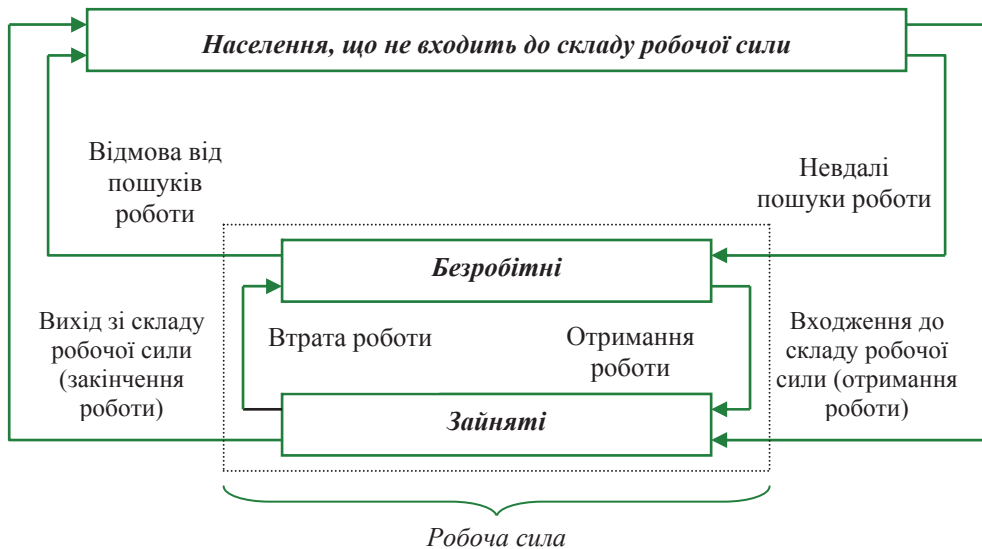 Населення, що не входить до складу робочої сили
Відмова від
пошуків
роботи
Невдалі
пошуки роботи
Безробітні
Вихід зі складу
робочої сили
(закінчення
роботи)
Втрата роботи
Отримання
роботи
Входження до
складу робочої
сили (отримання
роботи)
Зайняті
Робоча сила